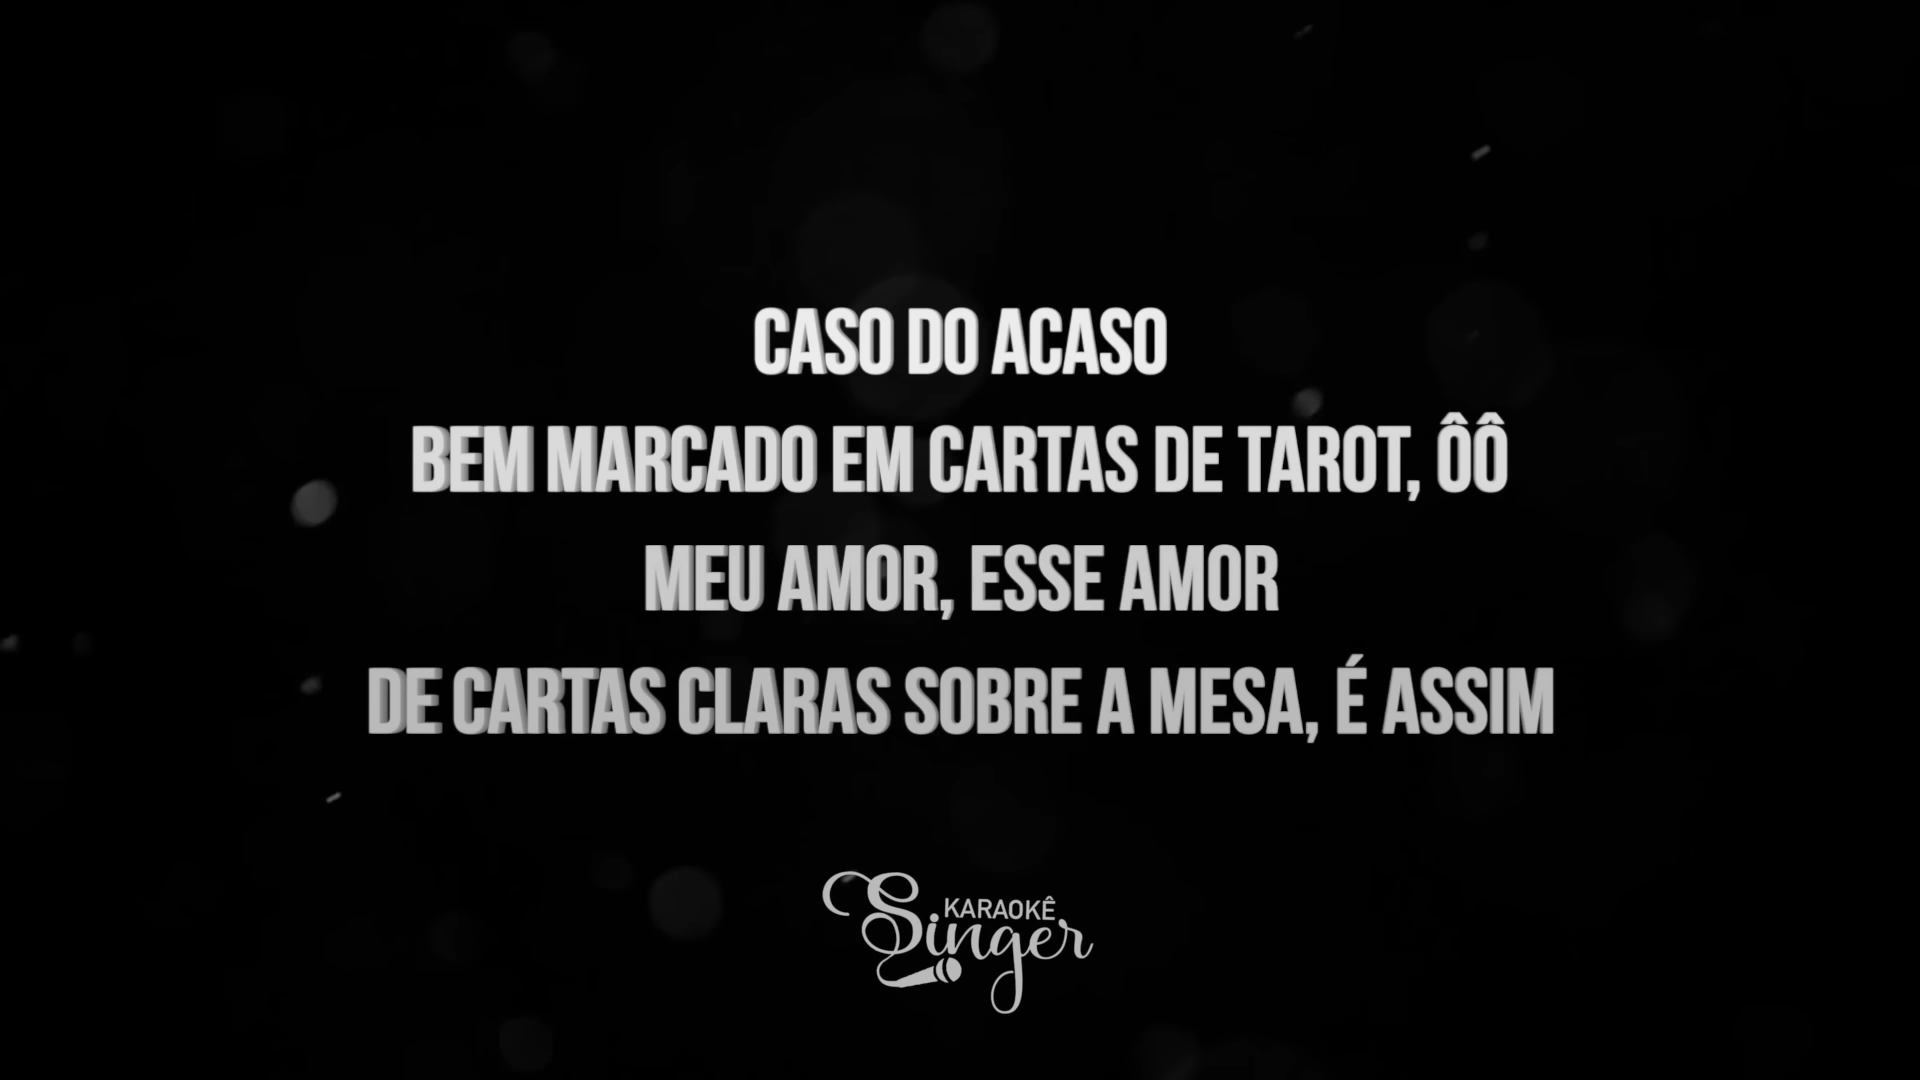 CASO DO ACASO
BEM MARCADO EM CARTAS DE TAROT, ÔÔ
MEU AMOR, ESSE AMOR
DE CARTAS CLARAS SOBRE A MESA, É ASSIM
KARAOKÊ
Singer